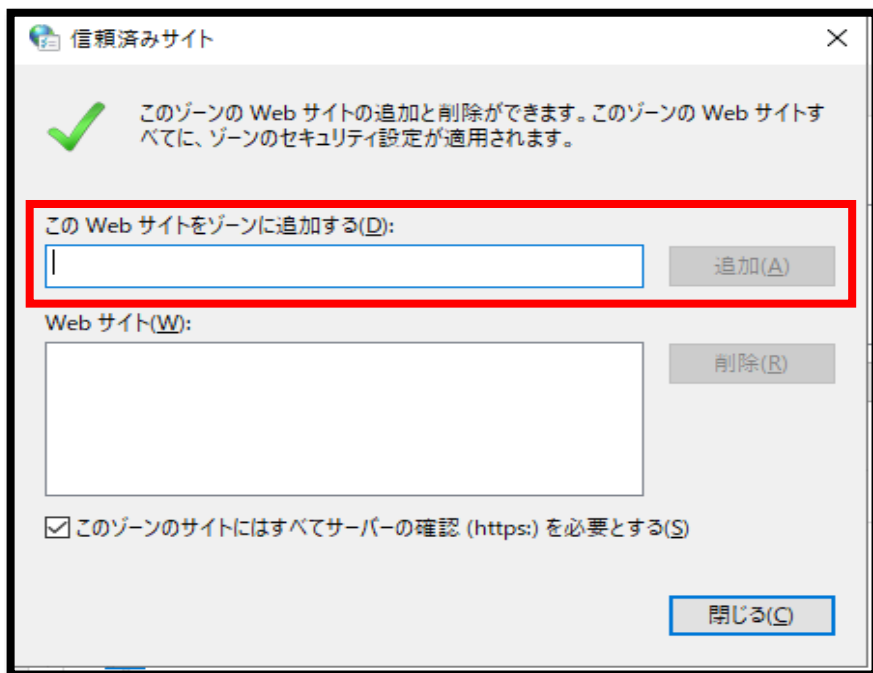 信頼済みサイト
このゾーンの Web サイトの追加と削除ができます。このゾーンの Web サイトす
べてに、ゾーンのセキュリティ設定が適用されます。
この Web サイトをゾーンに追加する(D):
追加(A)
Web サイト(W):
削除(R)
このゾーンのサイトにはすべてサーバーの確認 (https:) を必要とする(S)
閉じる(C)